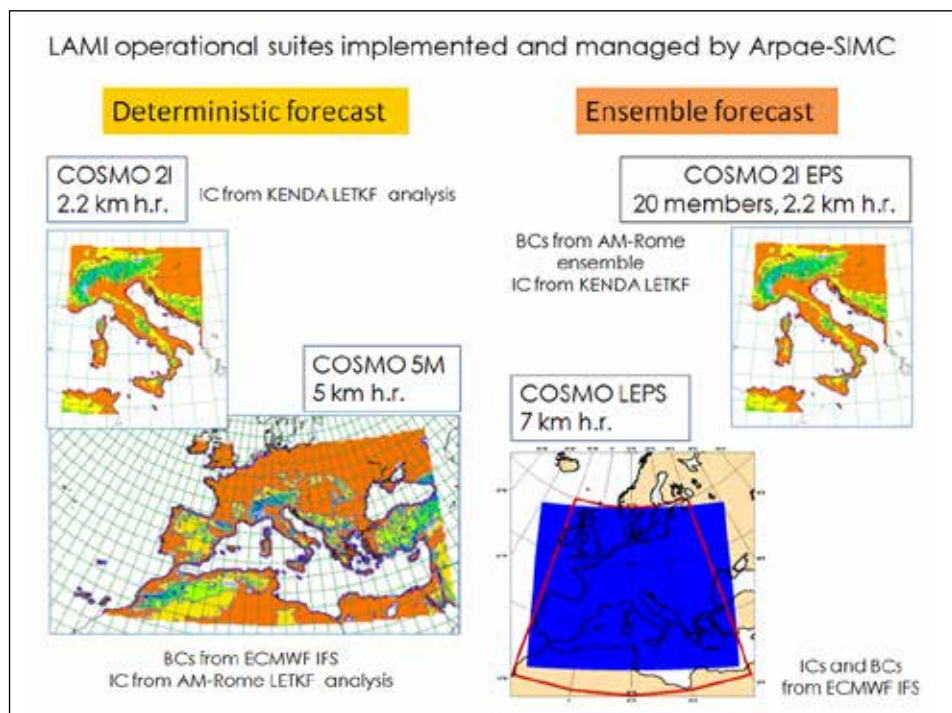 LAMI operational suites implemented and managed by Arpae-SIMC
Deterministic forecast
Ensemble forecast
COSMO 2I
2.2 km h.r.
IC from KENDA LETKF analysis
COSMO 2I EPS
20 members, 2.2 km h.r.
BCs from AM-Rome
ensemble
IC from KENDA LETKF
COSMO 5M
5 km h.r.
COSMO LEPS
7 km h.r.
BCs from ECMWF IFS
IC from AM-Rome LETKF analysis
ICs and BCs
from ECMWF IFS